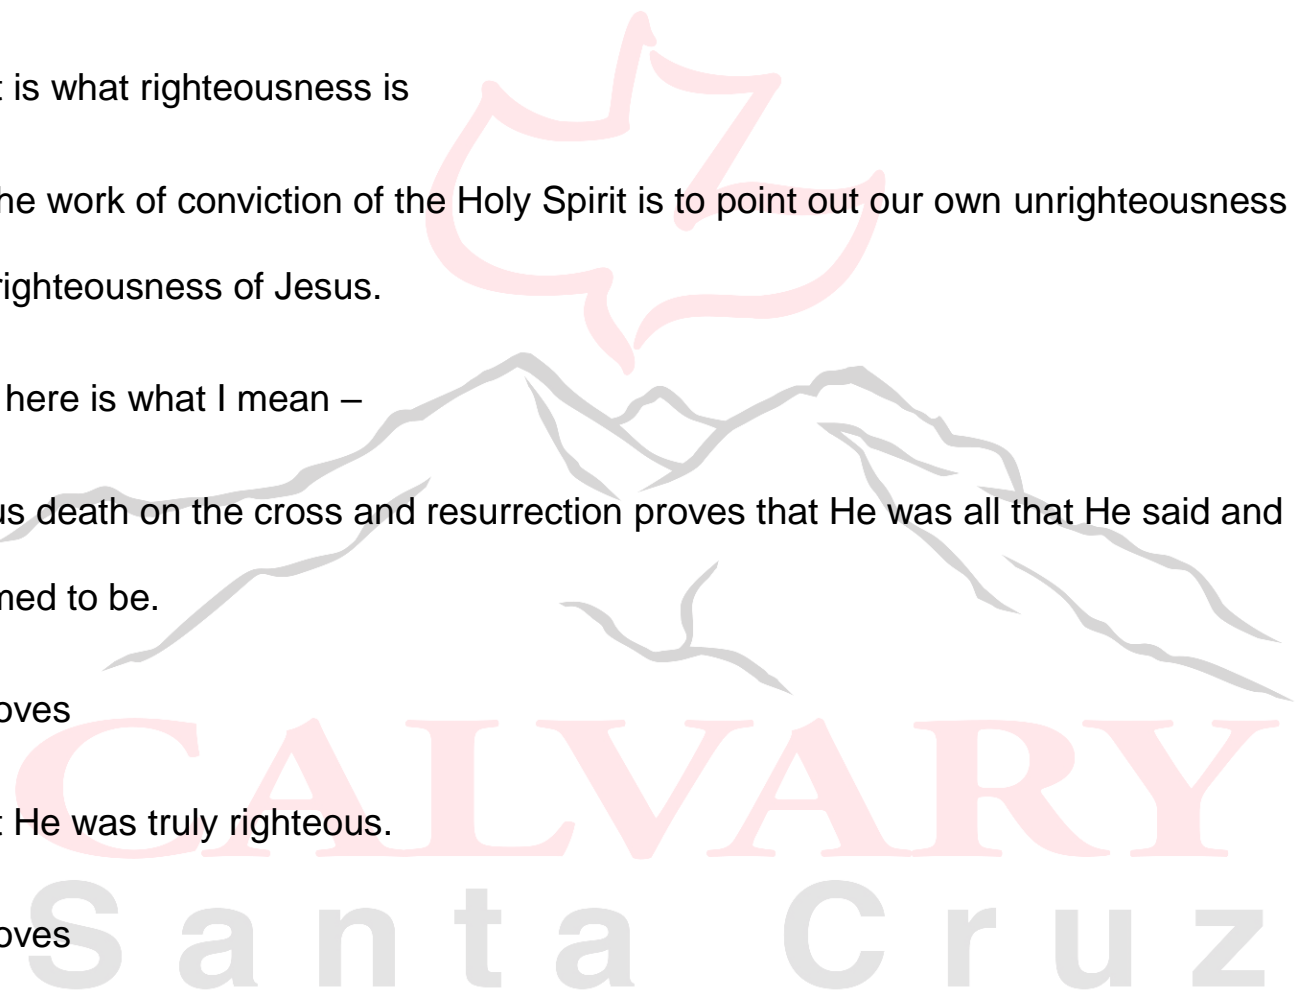 is what righteousness is
he work of conviction of the Holy Spirit is to point out our own unrighteousness
righteousness of Jesus.
here is what I mean –
us death on the cross and resurrection proves that He was all that He said and
med to be.
oves
CALVARY
He was truly righteous.
oves
Santa Cruz